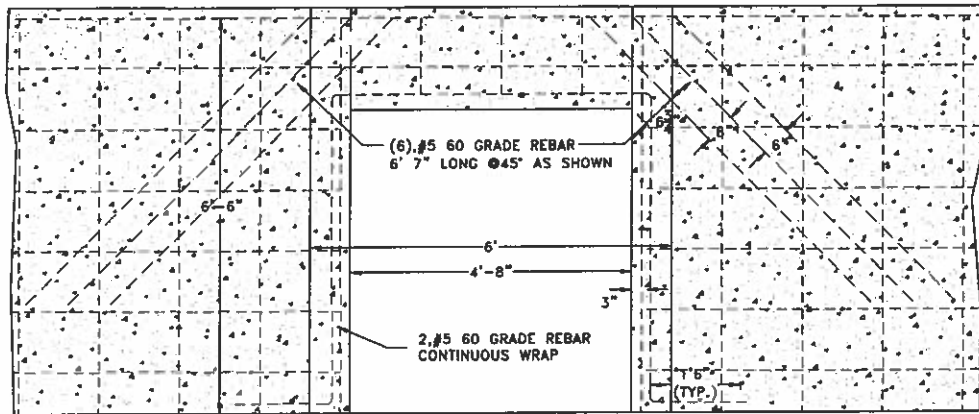 (6),#5 60 GRADE REBAR
6' 7" LONG @45° AS SHOWN
6"
6"
6"
6'-6"
6'
4'-8"
3"
2,#5 60 GRADE REBAR
CONTINUOUS WRAP
1'6"
(TYP.)